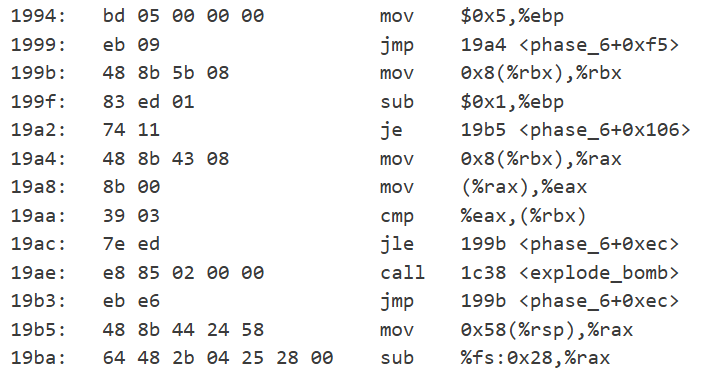 1994: bd 05 00 00 00 mov $0x5,%ebp
1999: eb 09 jmp 19a4 <phase_6+0xf5>
199b: 48 8b 5b 08 mov 0x8(%rbx),%rbx
199f: 83 ed 01 sub $0x1,%ebp
19a2: 74 11 je 19b5 <phase_6+0x106>
19a4: 48 8b 43 08 mov 0x8(%rbx),%rax
19a8: 8b 00 mov (%rax),%eax
19aa: 39 03 cmp %eax,(%rbx)
19ac: 7e ed jle 199b <phase_6+0xec>
19ae: e8 85 02 00 00 call 1c38 <explode_bomb>
19b3: eb e6 jmp 199b <phase_6+0xec>
19b5: 48 8b 44 24 58 mov 0x58(%rsp),%rax
19ba: 64 48 2b 04 25 28 00 sub %fs:0x28,%rax